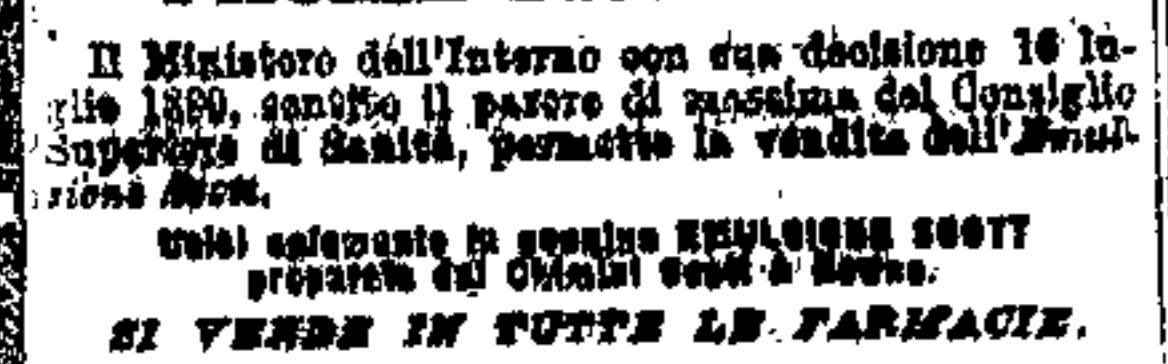 Il Ministero dell'Interno con sua decisione 16 lu-
glio 1890, sentito il parere di massima del Consiglio
Superiore di Sanità, permette la vendita dell'Emul-
sione Scott.
Usisi solamente la genuina EMULSIONE SCOTT
preparata dai Chimici Scott e Bowne.
SI VENDE IN TUTTE LE FARMACIE.